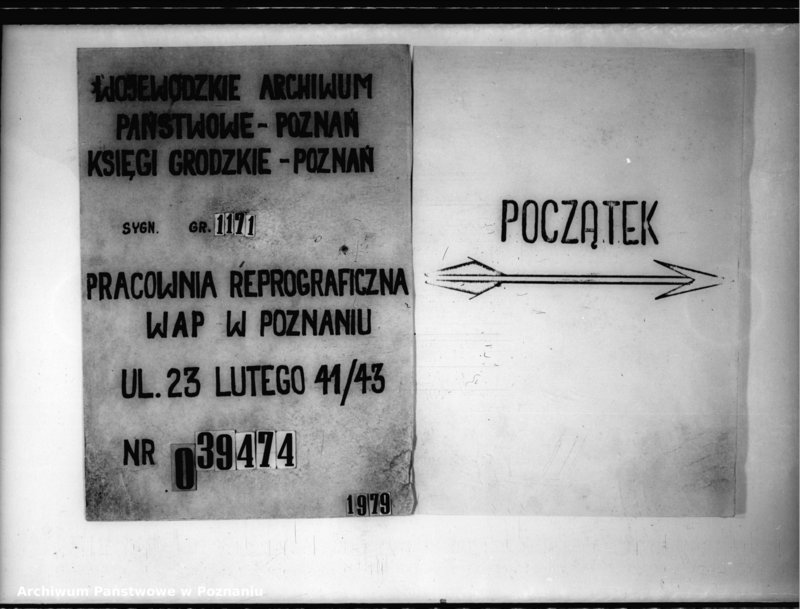 WOJEWÓDZKIE ARCHIWUM
PAŃSTWOWE - POZNAŃ
KSIĘGI GRODZKIE - POZNAŃ
SYGN. GR. 1171
PRACOWNIA REPROGRAFICZNA
WAP W POZNANIU
UL. 23 LUTEGO 41/43
NR 039474
1979
POCZĄTEK
Archiwum Panstwowe w Poznaniu